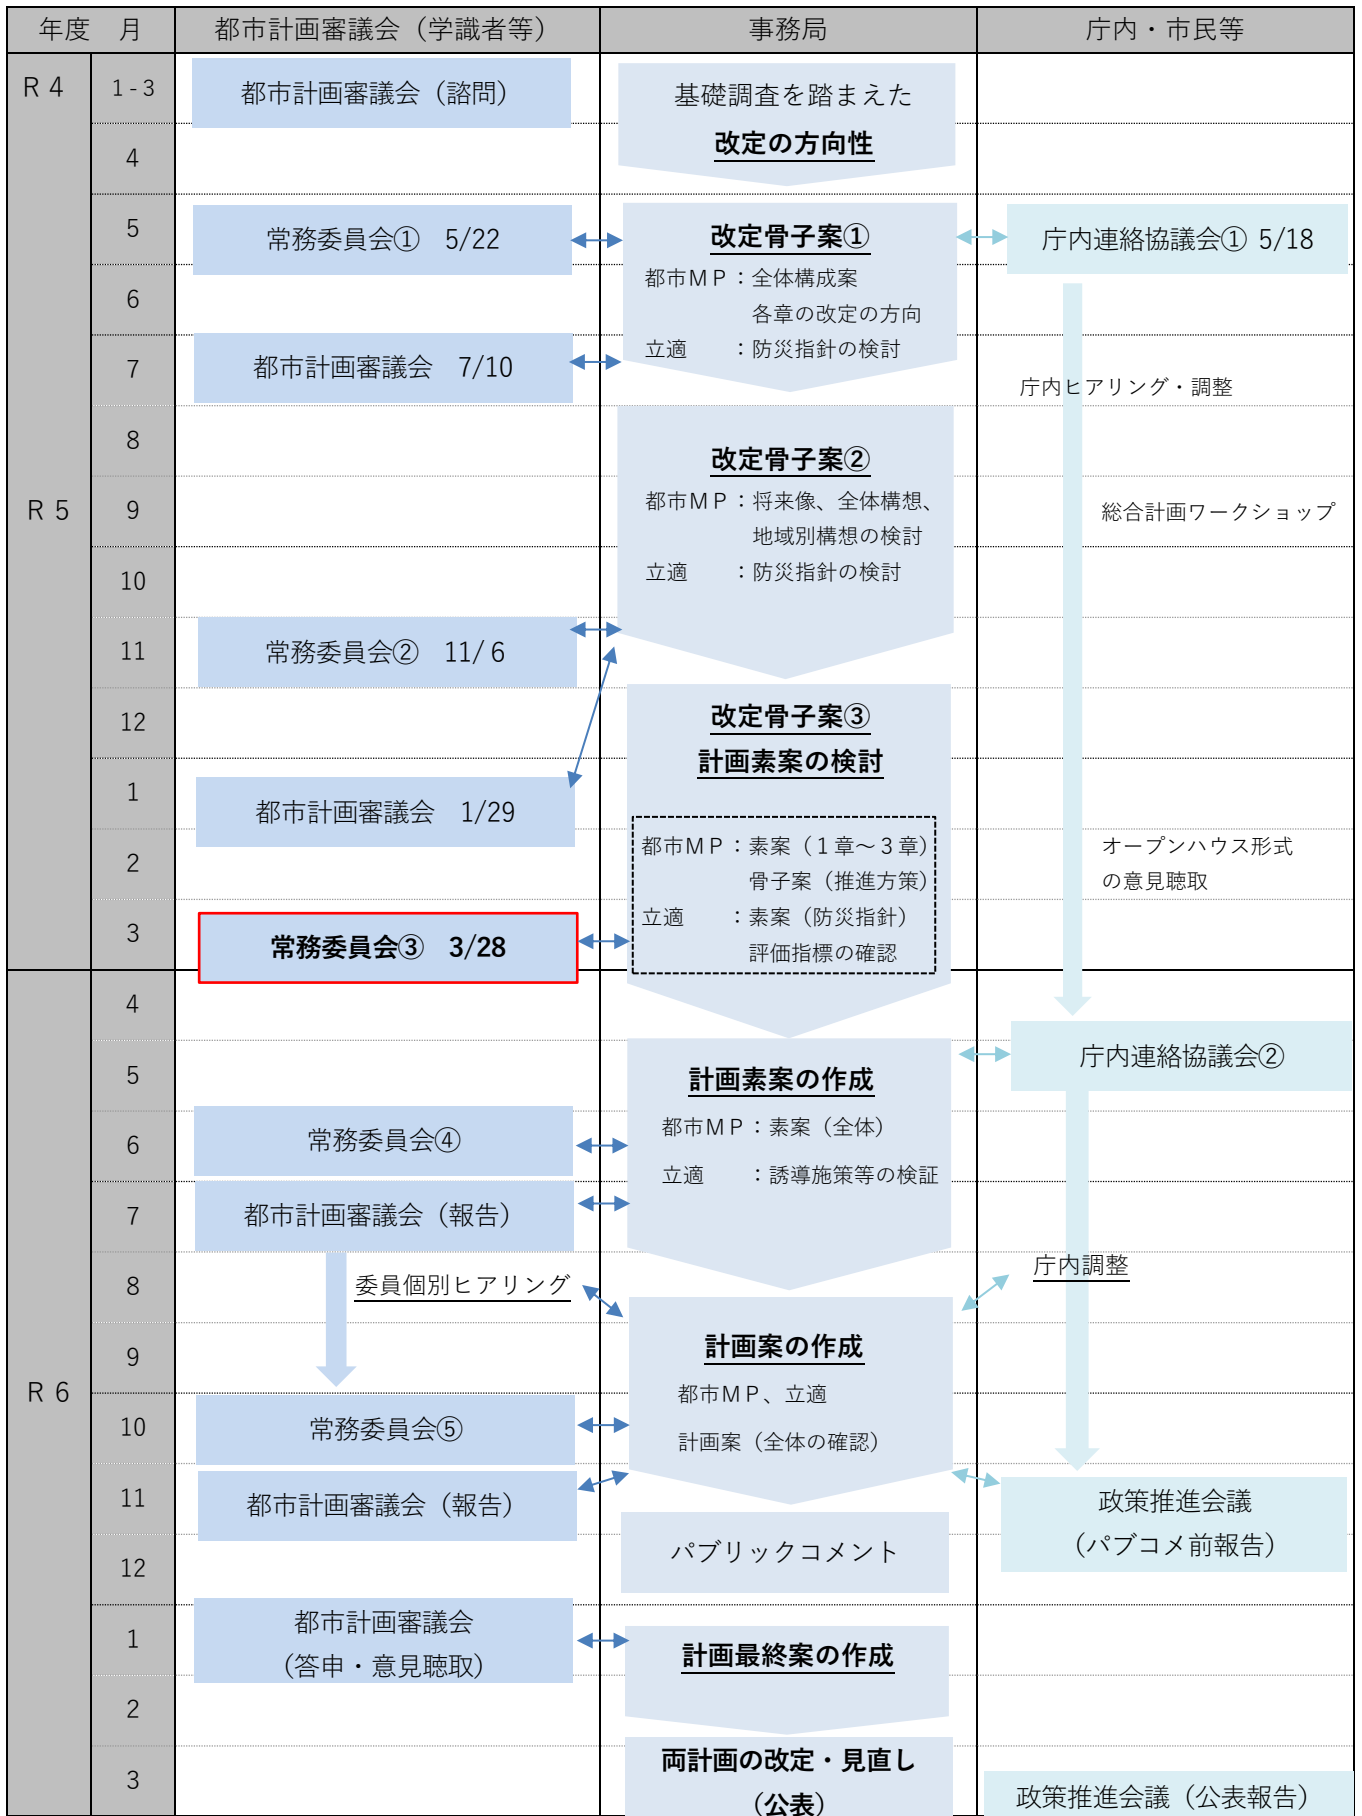 年度　月
都市計画審議会（学識者等）
事務局
庁内・市民等
R 4
1 - 3
都市計画審議会（諮問）
基礎調査を踏まえた
改定の方向性
4
R 5
5
常務委員会①　5/22
改定骨子案①
庁内連絡協議会① 5/18
都市ＭＰ：全体構成案
各章の改定の方向
立適　　：防災指針の検討
6
7
都市計画審議会　7/10
庁内ヒアリング・調整
8
改定骨子案②
都市ＭＰ：将来像、全体構想、
地域別構想の検討
立適　　：防災指針の検討
9
総合計画ワークショップ
10
11
常務委員会②　11/ 6
12
改定骨子案③
計画素案の検討
1
都市計画審議会　1/29
都市ＭＰ：素案（１章～３章）
骨子案（推進方策）
立適　　：素案（防災指針）
評価指標の確認
2
オープンハウス形式
の意見聴取
3
常務委員会③　3/28
R 6
4
庁内連絡協議会②
5
計画素案の作成
都市ＭＰ：素案（全体）
立適　　：誘導施策等の検証
6
常務委員会④
7
都市計画審議会（報告）
8
委員個別ヒアリング
庁内調整
9
計画案の作成
都市ＭＰ、立適
計画案（全体の確認）
10
常務委員会⑤
11
都市計画審議会（報告）
政策推進会議
（パブコメ前報告）
12
パブリックコメント
1
都市計画審議会
（答申・意見聴取）
計画最終案の作成
2
3
両計画の改定・見直し
（公表）
政策推進会議（公表報告）